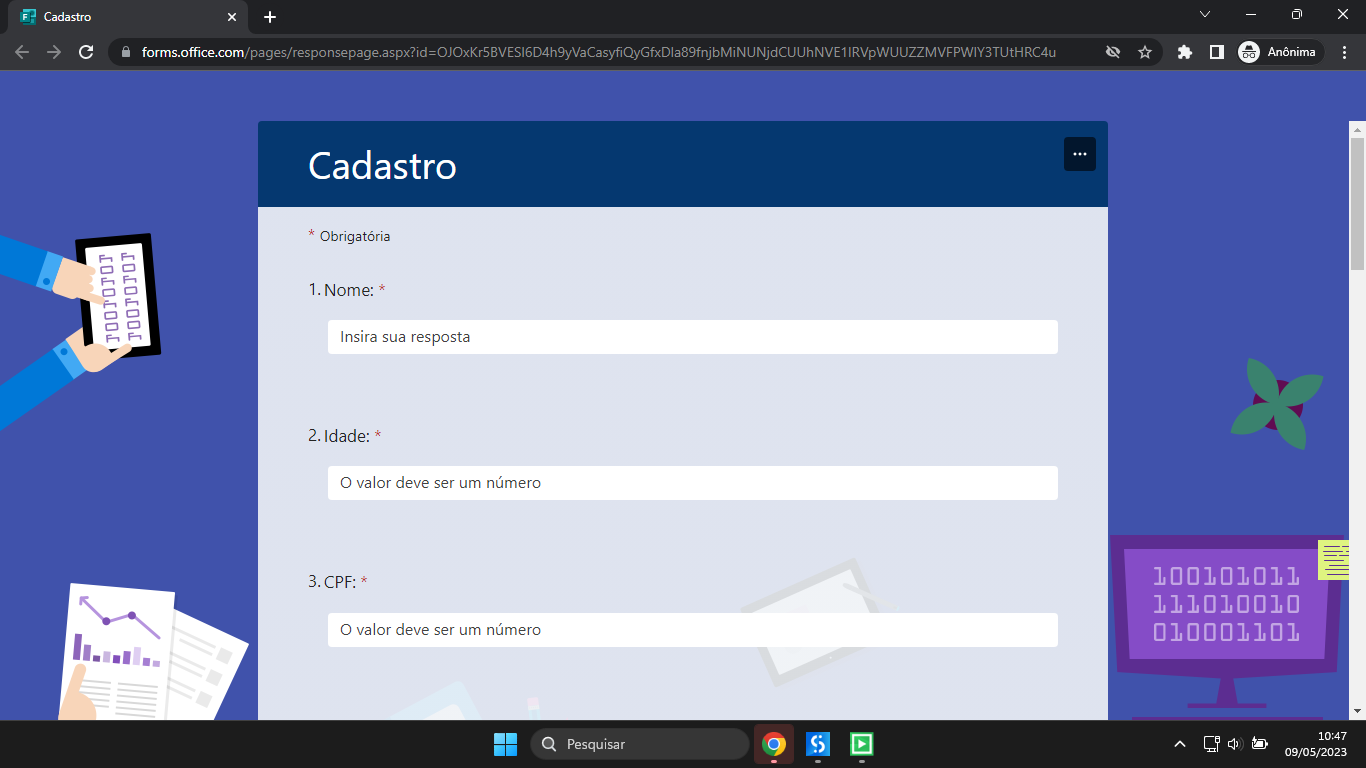 Cadastro
forms.office.com/pages/responsepage.aspx?id=OJOxKr5BVESI6D4h9yVaCasyfiQyGfxDla89fnjbMiNUNjdCUUhNVE1IRVpWUUZZMVFPWlY3TUtHRC4u
Anônima
Cadastro
* Obrigatória
1. Nome: *
Insira sua resposta
2. Idade: *
O valor deve ser um número
3. CPF: *
O valor deve ser um número
100101011
111010010
010001101
Pesquisar
10:47
09/05/2023